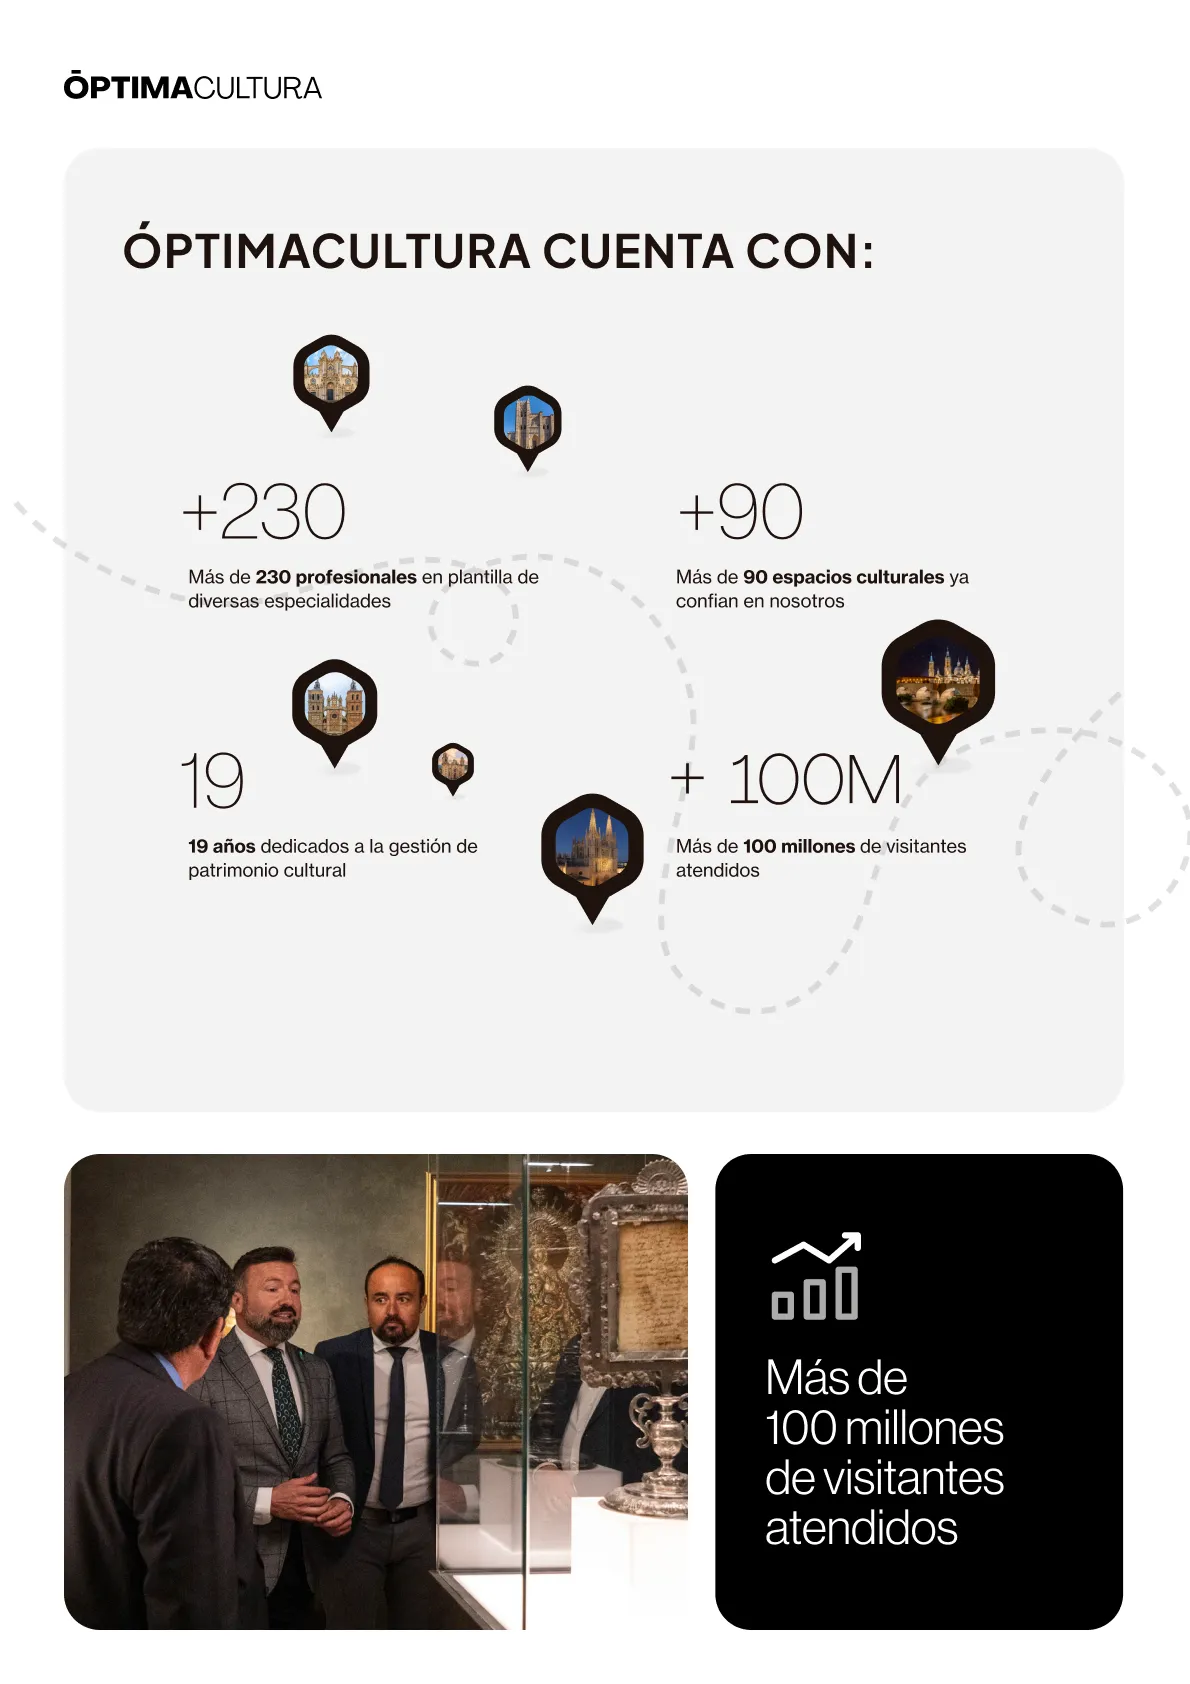 ÓPTIMACULTURA
ÓPTIMACULTURA CUENTA CON:
+230
Más de 230 profesionales en plantilla de
diversas especialidades
+90
Más de 90 espacios culturales ya
confian en nosotros
19
19 años dedicados a la gestión de
patrimonio cultural
+ 100M
Más de 100 millones de visitantes
atendidos
Más de
100 millones
de visitantes
atendidos